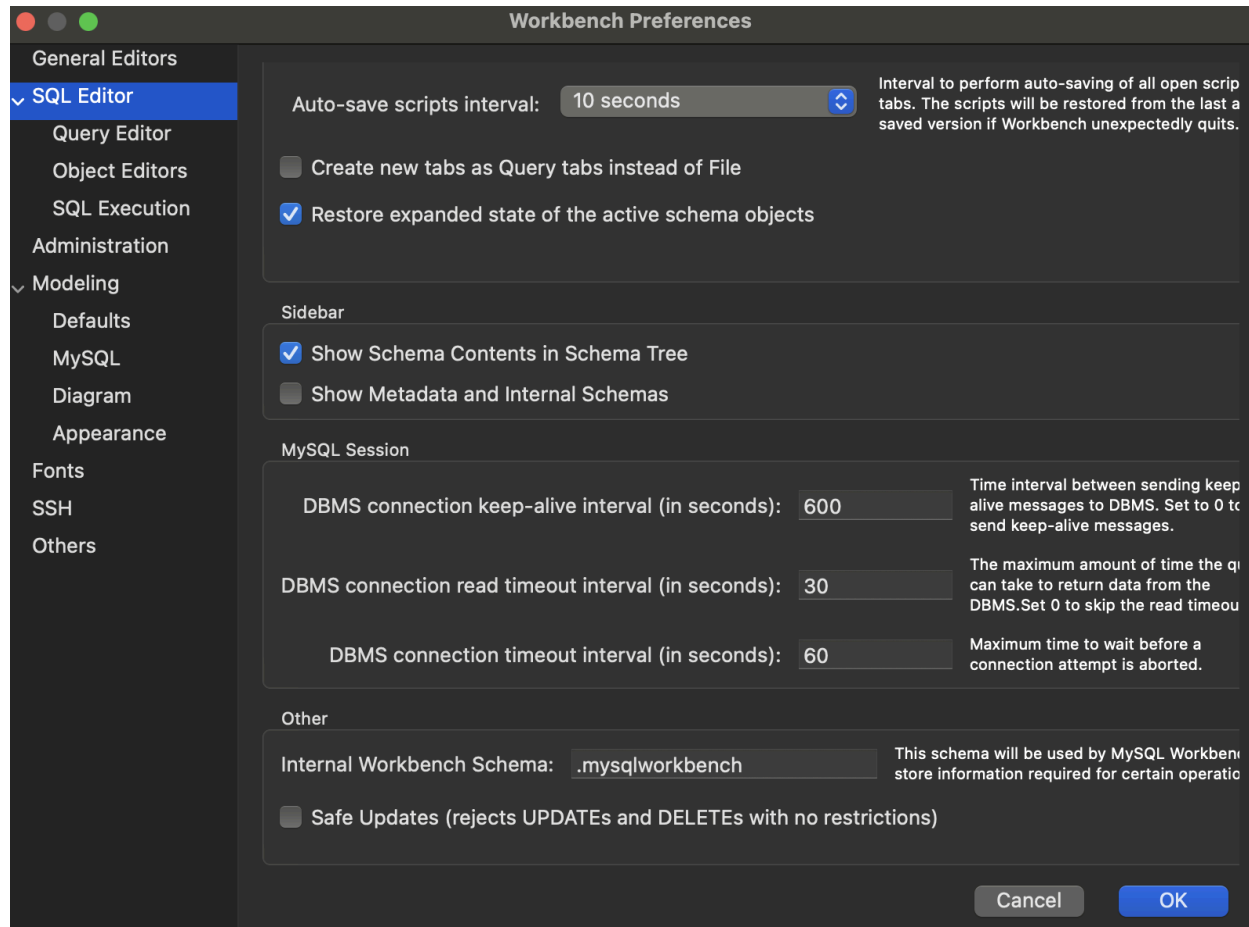 Workbench Preferences
General Editors
SQL Editor
Query Editor
Object Editors
SQL Execution
Administration
Modeling
Defaults
MySQL
Diagram
Appearance
Fonts
SSH
Others
Auto-save scripts interval:
10 seconds
Interval to perform auto-saving of all open scrip
tabs. The scripts will be restored from the last a
saved version if Workbench unexpectedly quits.
Create new tabs as Query tabs instead of File
Restore expanded state of the active schema objects
Sidebar
Show Schema Contents in Schema Tree
Show Metadata and Internal Schemas
MySQL Session
DBMS connection keep-alive interval (in seconds):
600
Time interval between sending keep
alive messages to DBMS. Set to 0 to
send keep-alive messages.
DBMS connection read timeout interval (in seconds):
30
The maximum amount of time the qu
can take to return data from the
DBMS.Set 0 to skip the read timeou
DBMS connection timeout interval (in seconds):
60
Maximum time to wait before a
connection attempt is aborted.
Other
Internal Workbench Schema:
.mysqlworkbench
This schema will be used by MySQL Workben
store information required for certain operatio
Safe Updates (rejects UPDATEs and DELETEs with no restrictions)
Cancel
OK